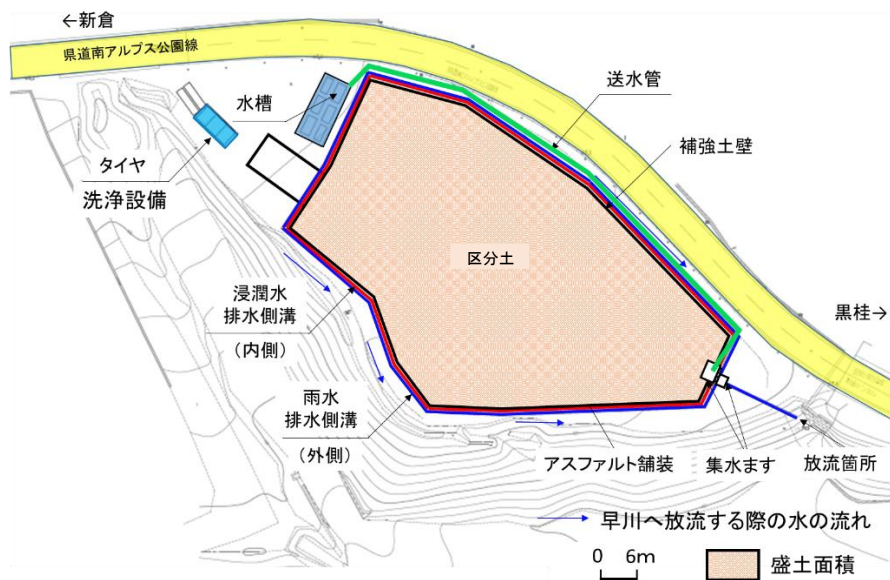 ←新倉
県道南アルプス公園線
送水管
水槽
補強土壁
タイヤ
洗浄設備
区分土
浸潤水
排水側溝
（内側）
黒桂→
雨水
排水側溝
（外側）
アスファルト舗装
集水ます
放流箇所
早川へ放流する際の水の流れ
0 6m
盛土面積